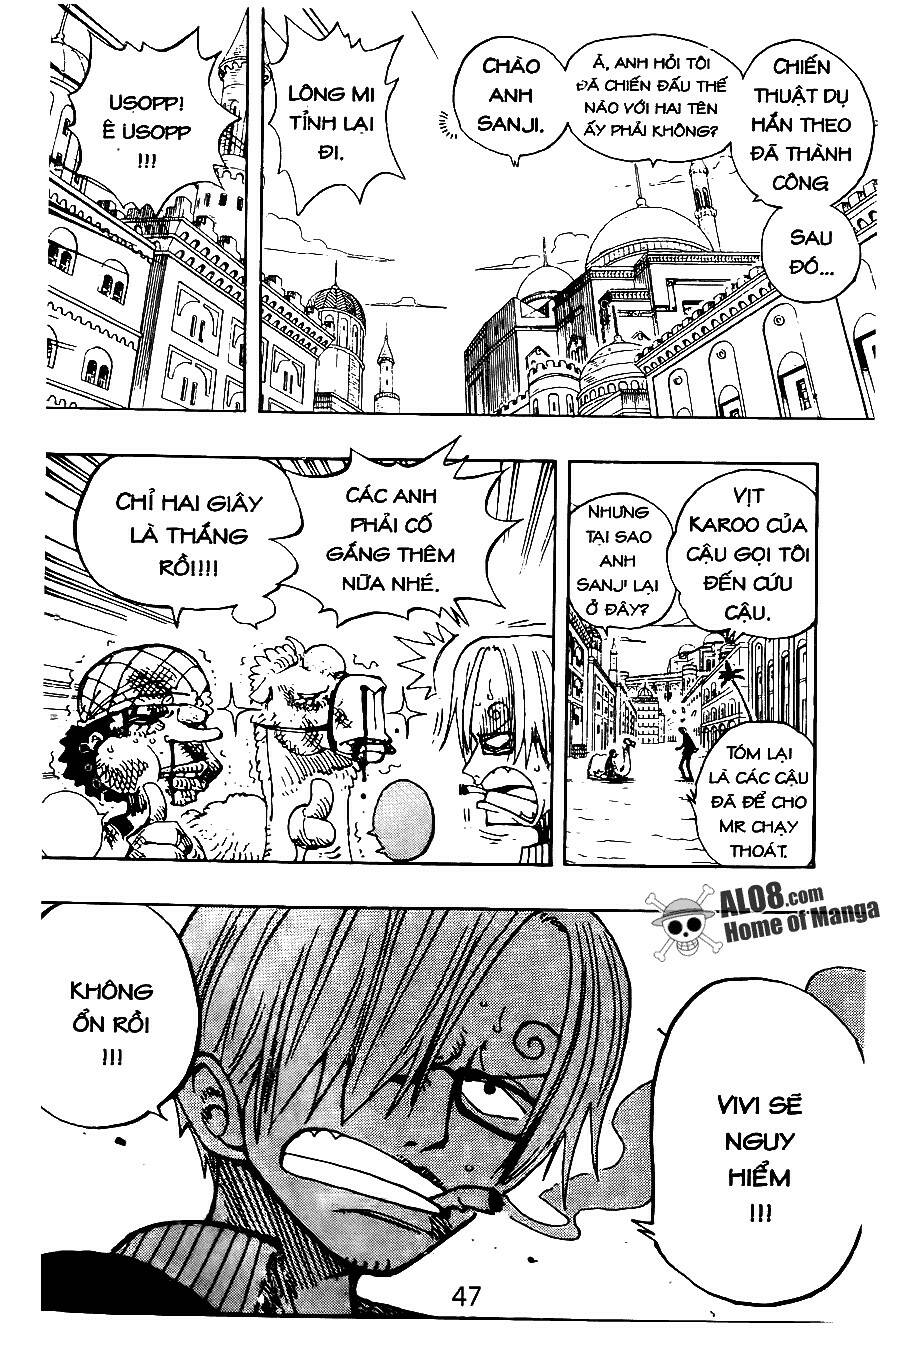 CHIẾN
THUẬT DỤ
HẮN THEO
ĐÃ THÀNH
CÔNG
SAU
ĐÓ...
À, ANH HỎI TÔI
ĐÃ CHIẾN ĐẤU THẾ
NÀO VỚI HAI TÊN
ẤY PHẢI KHÔNG?
CHÀO
ANH
SANJI.
LÔNG MI
TỈNH LẠI
ĐI.
USOPP!
Ê USOPP
!!!
VỊT
KAROO CỦA
CẬU GỌI TÔI
ĐẾN CỨU
CẬU.
NHƯNG
TẠI SAO
ANH
SANJI LẠI
Ở ĐÂY?
TÓM LẠI
LÀ CÁC CẬU
ĐÃ ĐỂ CHO
MR CHẠY
THOÁT.
CÁC ANH
PHẢI CỐ
GẮNG THÊM
NỮA NHÉ.
CHỈ HAI GIÂY
LÀ THẮNG
RỒI!!!!
AL08.com
Home of Manga
VIVI SẼ
NGUY
HIỂM
!!!
KHÔNG
ỔN RỒI
!!!
47